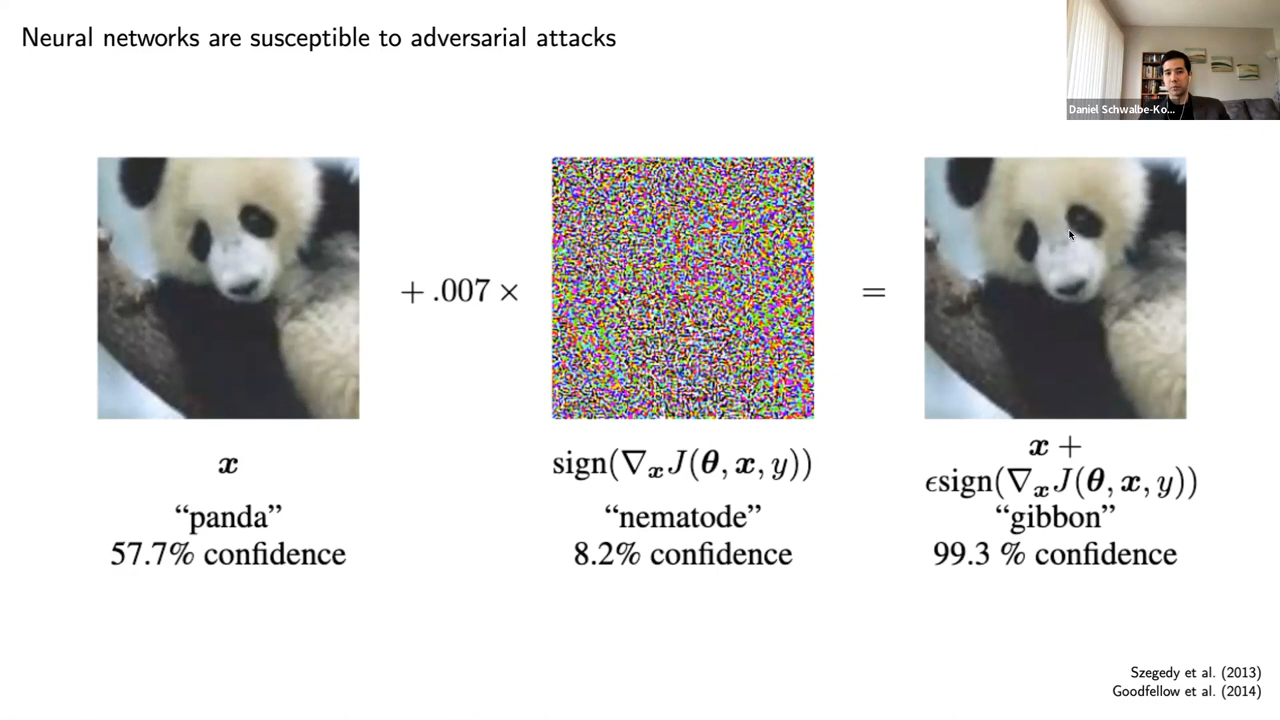 Neural networks are susceptible to adversarial attacks
Daniel Schwalbe-Ko...
+ .007 ×
=
x
sign(∇ₓJ(θ, x, y))
x +
ϵsign(∇ₓJ(θ, x, y))
“panda”
“nematode”
“gibbon”
57.7% confidence
8.2% confidence
99.3 % confidence
Szegedy et al. (2013)
Goodfellow et al. (2014)